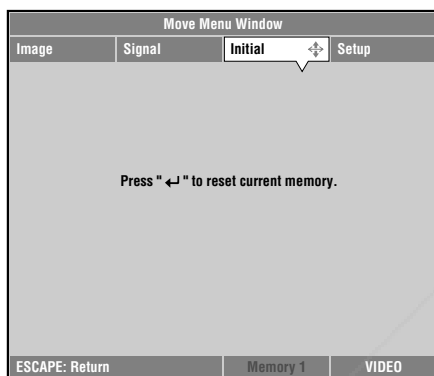 Move Menu Window
Image Signal Initial Setup
Press " ↵ " to reset current memory.
ESCAPE: Return Memory 1 VIDEO